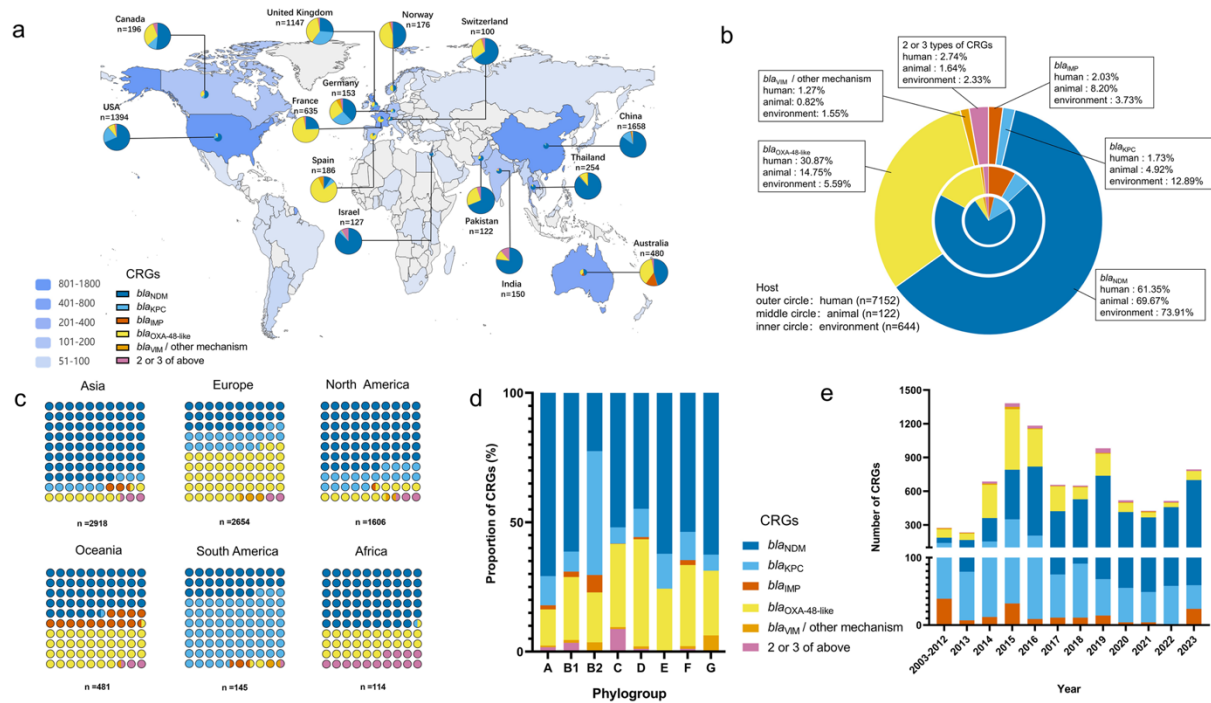 a
Canada
n=196
United Kingdom
n=1147
Norway
n=176
Switzerland
n=100
USA
n=1394
Germany
n=153
France
n=635
China
n=1658
Spain
n=186
Thailand
n=254
Israel
n=127
Pakistan
n=122
India
n=150
Australia
n=480
801-1800
401-800
201-400
101-200
51-100
CRGs
blaNDM
blaKPC
blaIMP
blaOXA-48-like
blaVIM / other mechanism
2 or 3 of above
b
2 or 3 types of CRGs
human : 2.74%
animal : 1.64%
environment : 2.33%
blaIMP
human : 2.03%
animal : 8.20%
environment : 3.73%
blaVIM / other mechanism
human : 1.27%
animal : 0.82%
environment: 1.55%
blaKPC
human : 1.73%
animal : 4.92%
environment : 12.89%
blaOXA-48-like
human : 30.87%
animal : 14.75%
environment : 5.59%
blaNDM
human : 61.35%
animal : 69.67%
environment : 73.91%
Host
outer circle: human (n=7152)
middle circle: animal (n=122)
inner circle: environment (n=644)
c
Asia
Europe
North America
n =2918
n =2654
n =1606
Oceania
South America
Africa
n =481
n =145
n =114
d
Proportion of CRGs (%)
100
50
0
A
B1
B2
C
D
E
F
G
Phylogroup
CRGs
blaNDM
blaKPC
blaIMP
blaOXA-48-like
blaVIM / other mechanism
2 or 3 of above
e
Number of CRGs
1500
1200
900
600
300
100
0
2003-2012
2013
2014
2015
2016
2017
2018
2019
2020
2021
2022
2023
Year